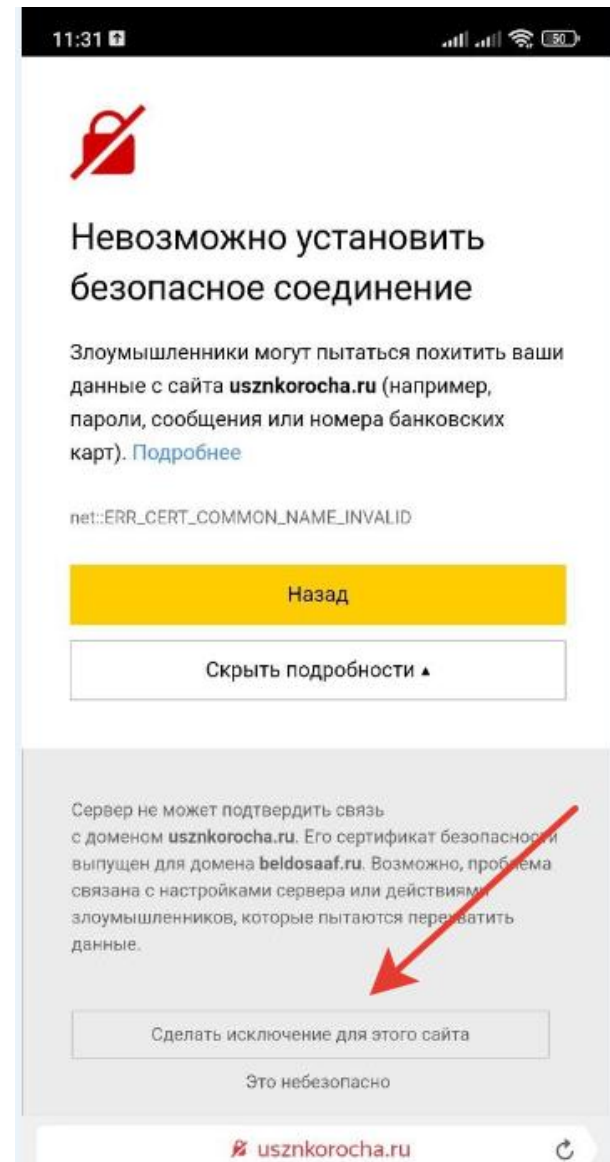 11:31
50
Невозможно установить
безопасное соединение
Злоумышленники могут пытаться похитить ваши
данные с сайта usznkorocha.ru (например,
пароли, сообщения или номера банковских
карт). Подробнее
net::ERR_CERT_COMMON_NAME_INVALID
Назад
Скрыть подробности ▴
Сервер не может подтвердить связь
с доменом usznkorocha.ru. Его сертификат безопасности
выпущен для домена beldosaaf.ru. Возможно, проблема
связана с настройками сервера или действиями
злоумышленников, которые пытаются перехватить
данные.
Сделать исключение для этого сайта
Это небезопасно
usznkorocha.ru